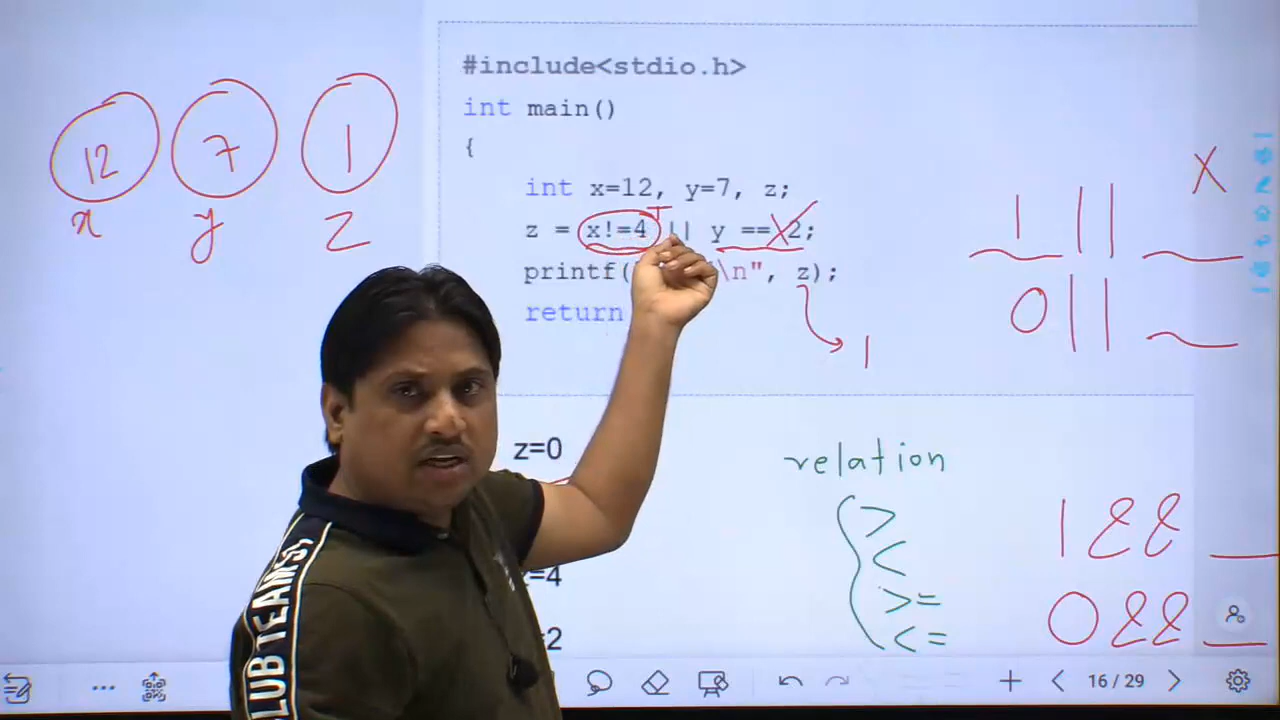 #include<stdio.h>
int main()
{
int x=12, y=7, z;
z = x!=4 || y == 2;
printf( \n", z);
return
12 7 1
x y z
T
X
1 ||
0 ||
1
z=0
=4
=2
relation
>
<
>=
<=
1 &&
0 &&
CLUB TEAM'S
16 / 29